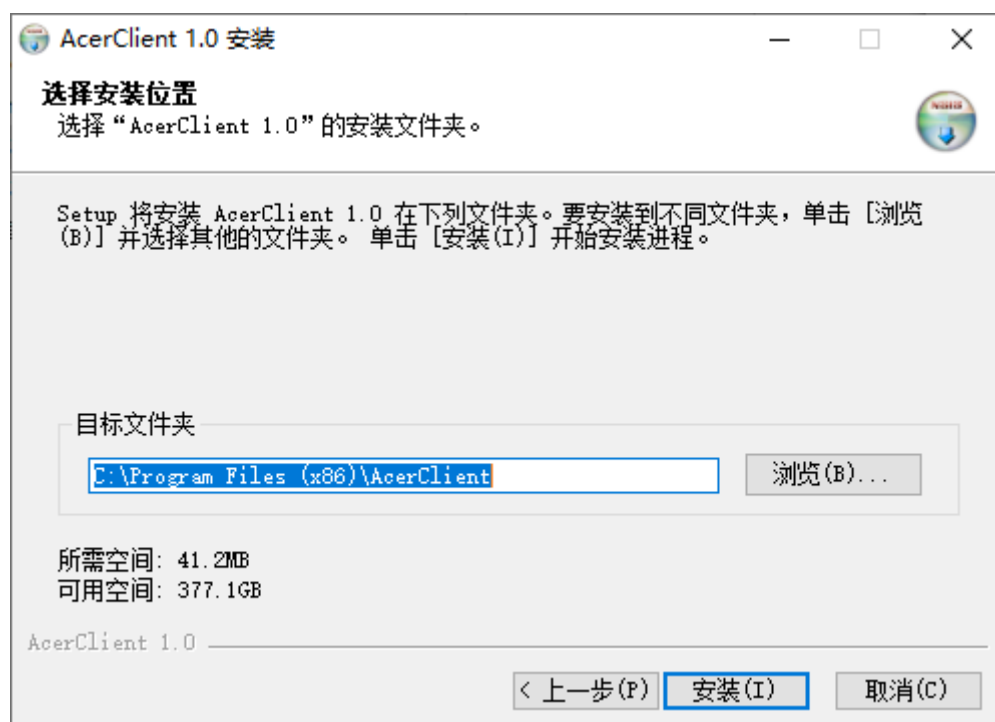 AcerClient 1.0 安装
选择安装位置
选择“AcerClient 1.0”的安装文件夹。
Setup 将安装 AcerClient 1.0 在下列文件夹。要安装到不同文件夹，单击 [浏览
(B)] 并选择其他的文件夹。 单击 [安装(I)] 开始安装进程。
目标文件夹
C:\Program Files (x86)\AcerClient
浏览(B)...
所需空间: 41.2MB
可用空间: 377.1GB
AcerClient 1.0
< 上一步(P)
安装(I)
取消(C)